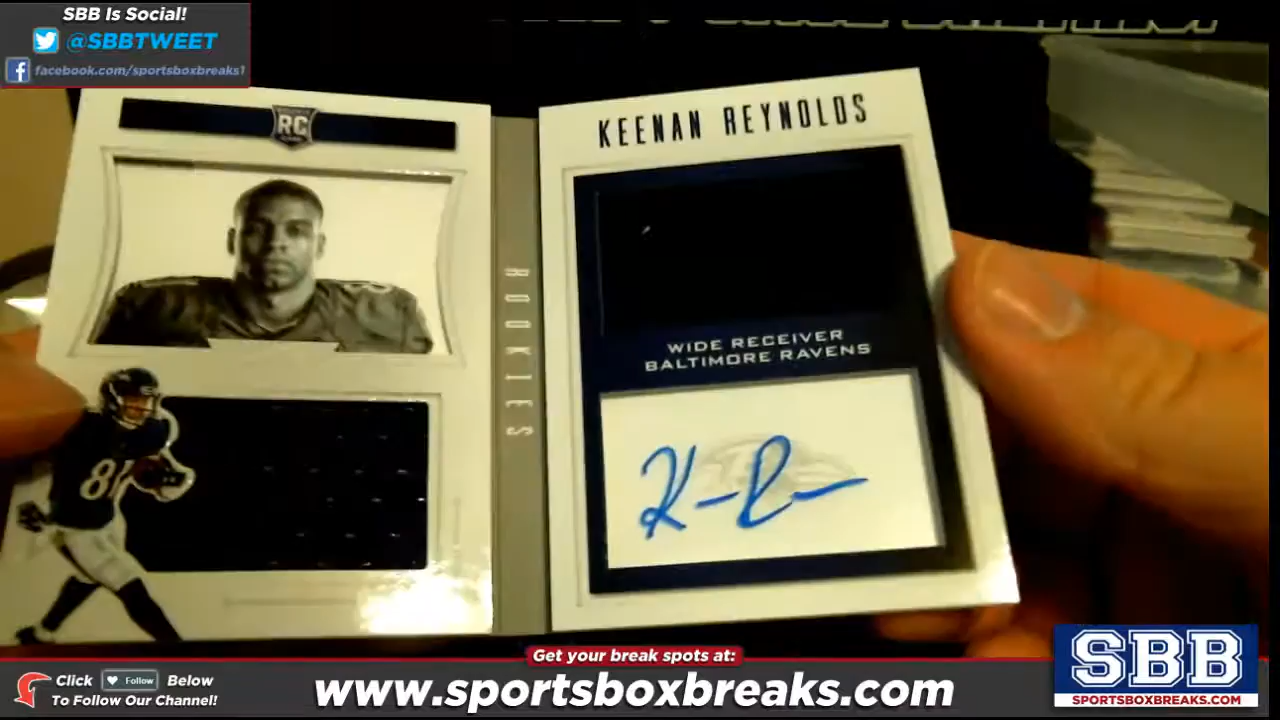 SBB Is Social!
@SBBTWEET
facebook.com/sportsboxbreaks1
RC
KEENAN REYNOLDS
ROOKIES
WIDE RECEIVER
BALTIMORE RAVENS
81
Get your break spots at:
Click Follow Below
To Follow Our Channel!
www.sportsboxbreaks.com
SBB
SPORTSBOXBREAKS.COM